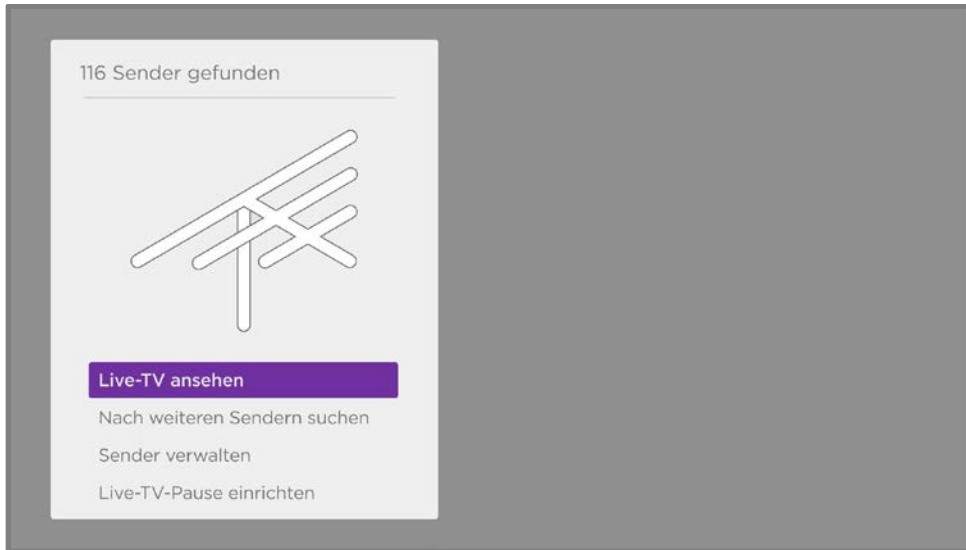 116 Sender gefunden
Live-TV ansehen
Nach weiteren Sendern suchen
Sender verwalten
Live-TV-Pause einrichten